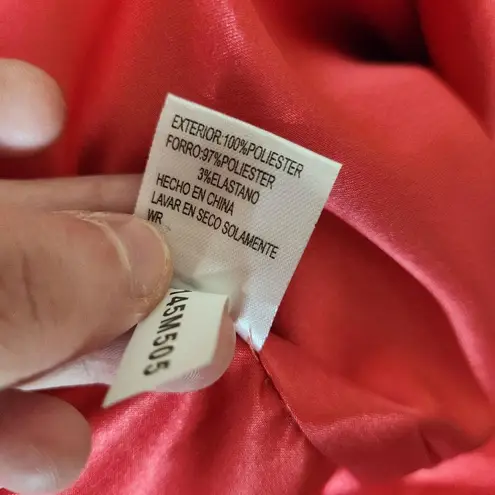 EXTERIOR:100%POLIESTER
FORRO:97%POLIESTER
3%ELASTANO
HECHO EN CHINA
LAVAR EN SECO SOLAMENTE
WR
145M505